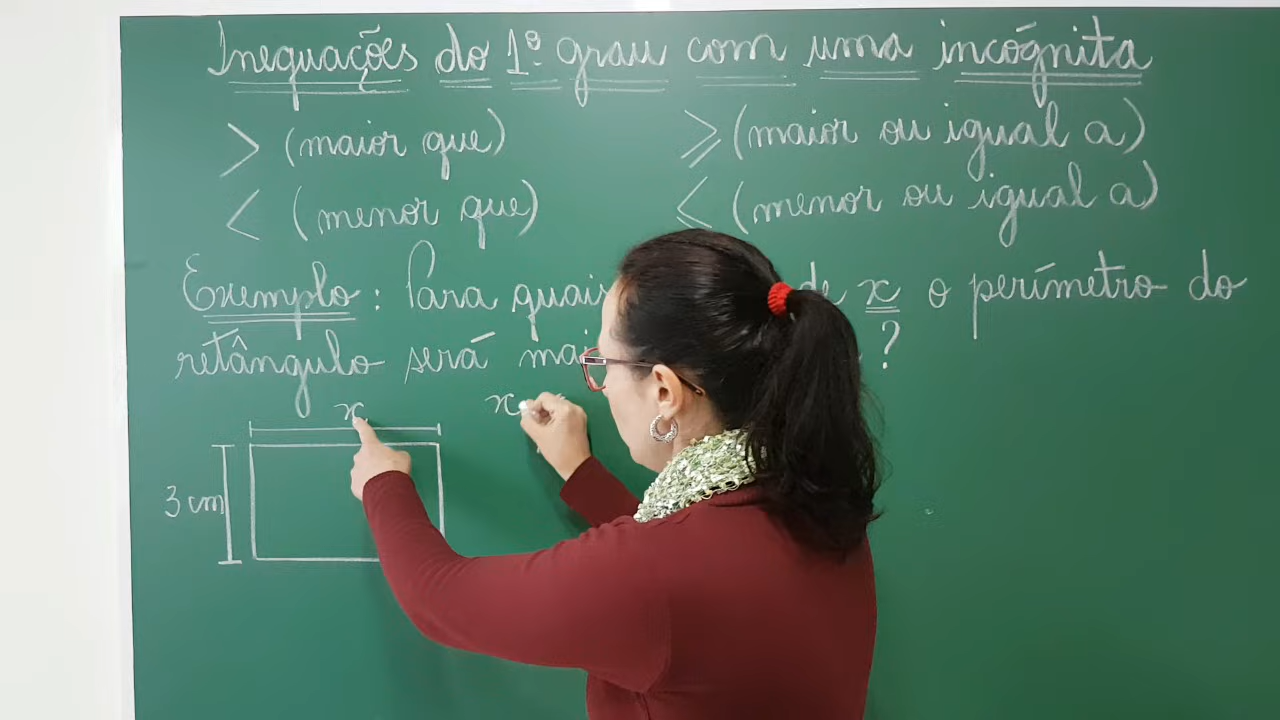 Inequações do 1º grau com uma incógnita
> (maior que) ⩾ (maior ou igual a)
< (menor que) ⩽ (menor ou igual a)
Exemplo: Para quais de x o perímetro do
retângulo será ?
x x
3 cm